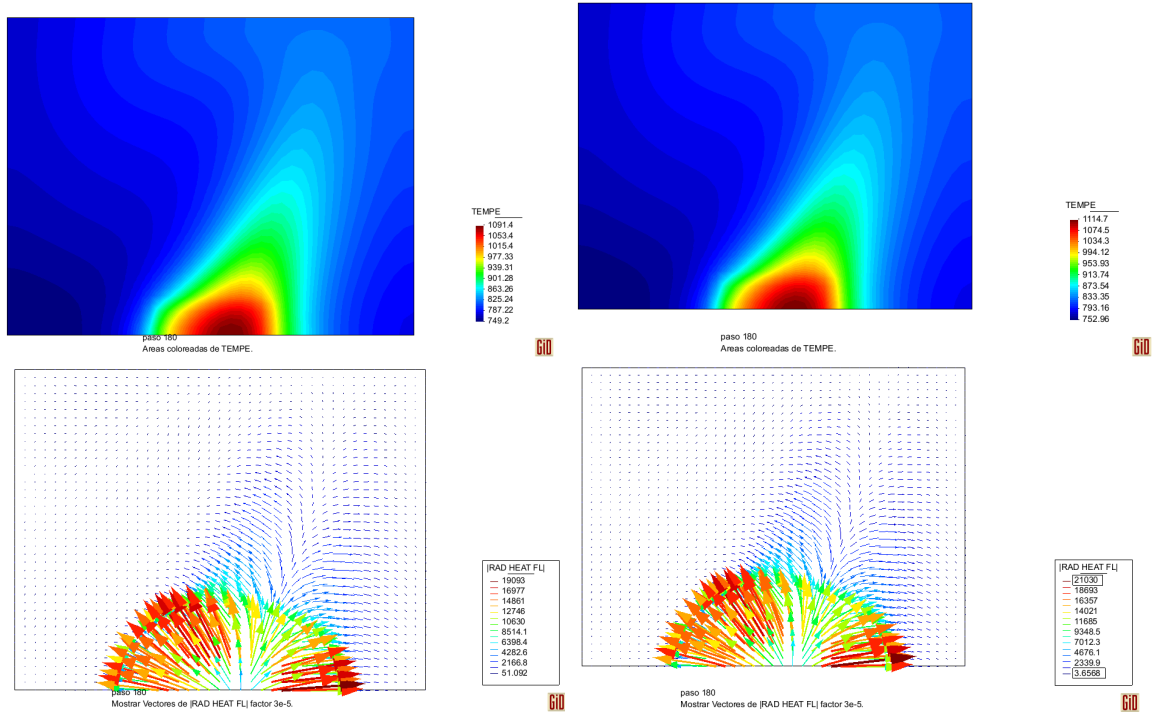 TEMPE
1091.4
1053.4
1015.4
977.33
939.31
901.28
863.26
825.24
787.22
749.2
paso 180
Areas coloreadas de TEMPE.
GiD
TEMPE
1114.7
1074.5
1034.3
994.12
953.93
913.74
873.54
833.35
793.16
752.96
paso 180
Areas coloreadas de TEMPE.
GiD
|RAD HEAT FL|
19093
16977
14861
12746
10630
8514.1
6398.4
4282.6
2166.8
51.092
paso 180
Mostrar Vectores de |RAD HEAT FL| factor 3e-5.
GiD
|RAD HEAT FL|
21030
18693
16357
14021
11685
9348.5
7012.3
4676.1
2339.9
3.6568
paso 180
Mostrar Vectores de |RAD HEAT FL| factor 3e-5.
GiD